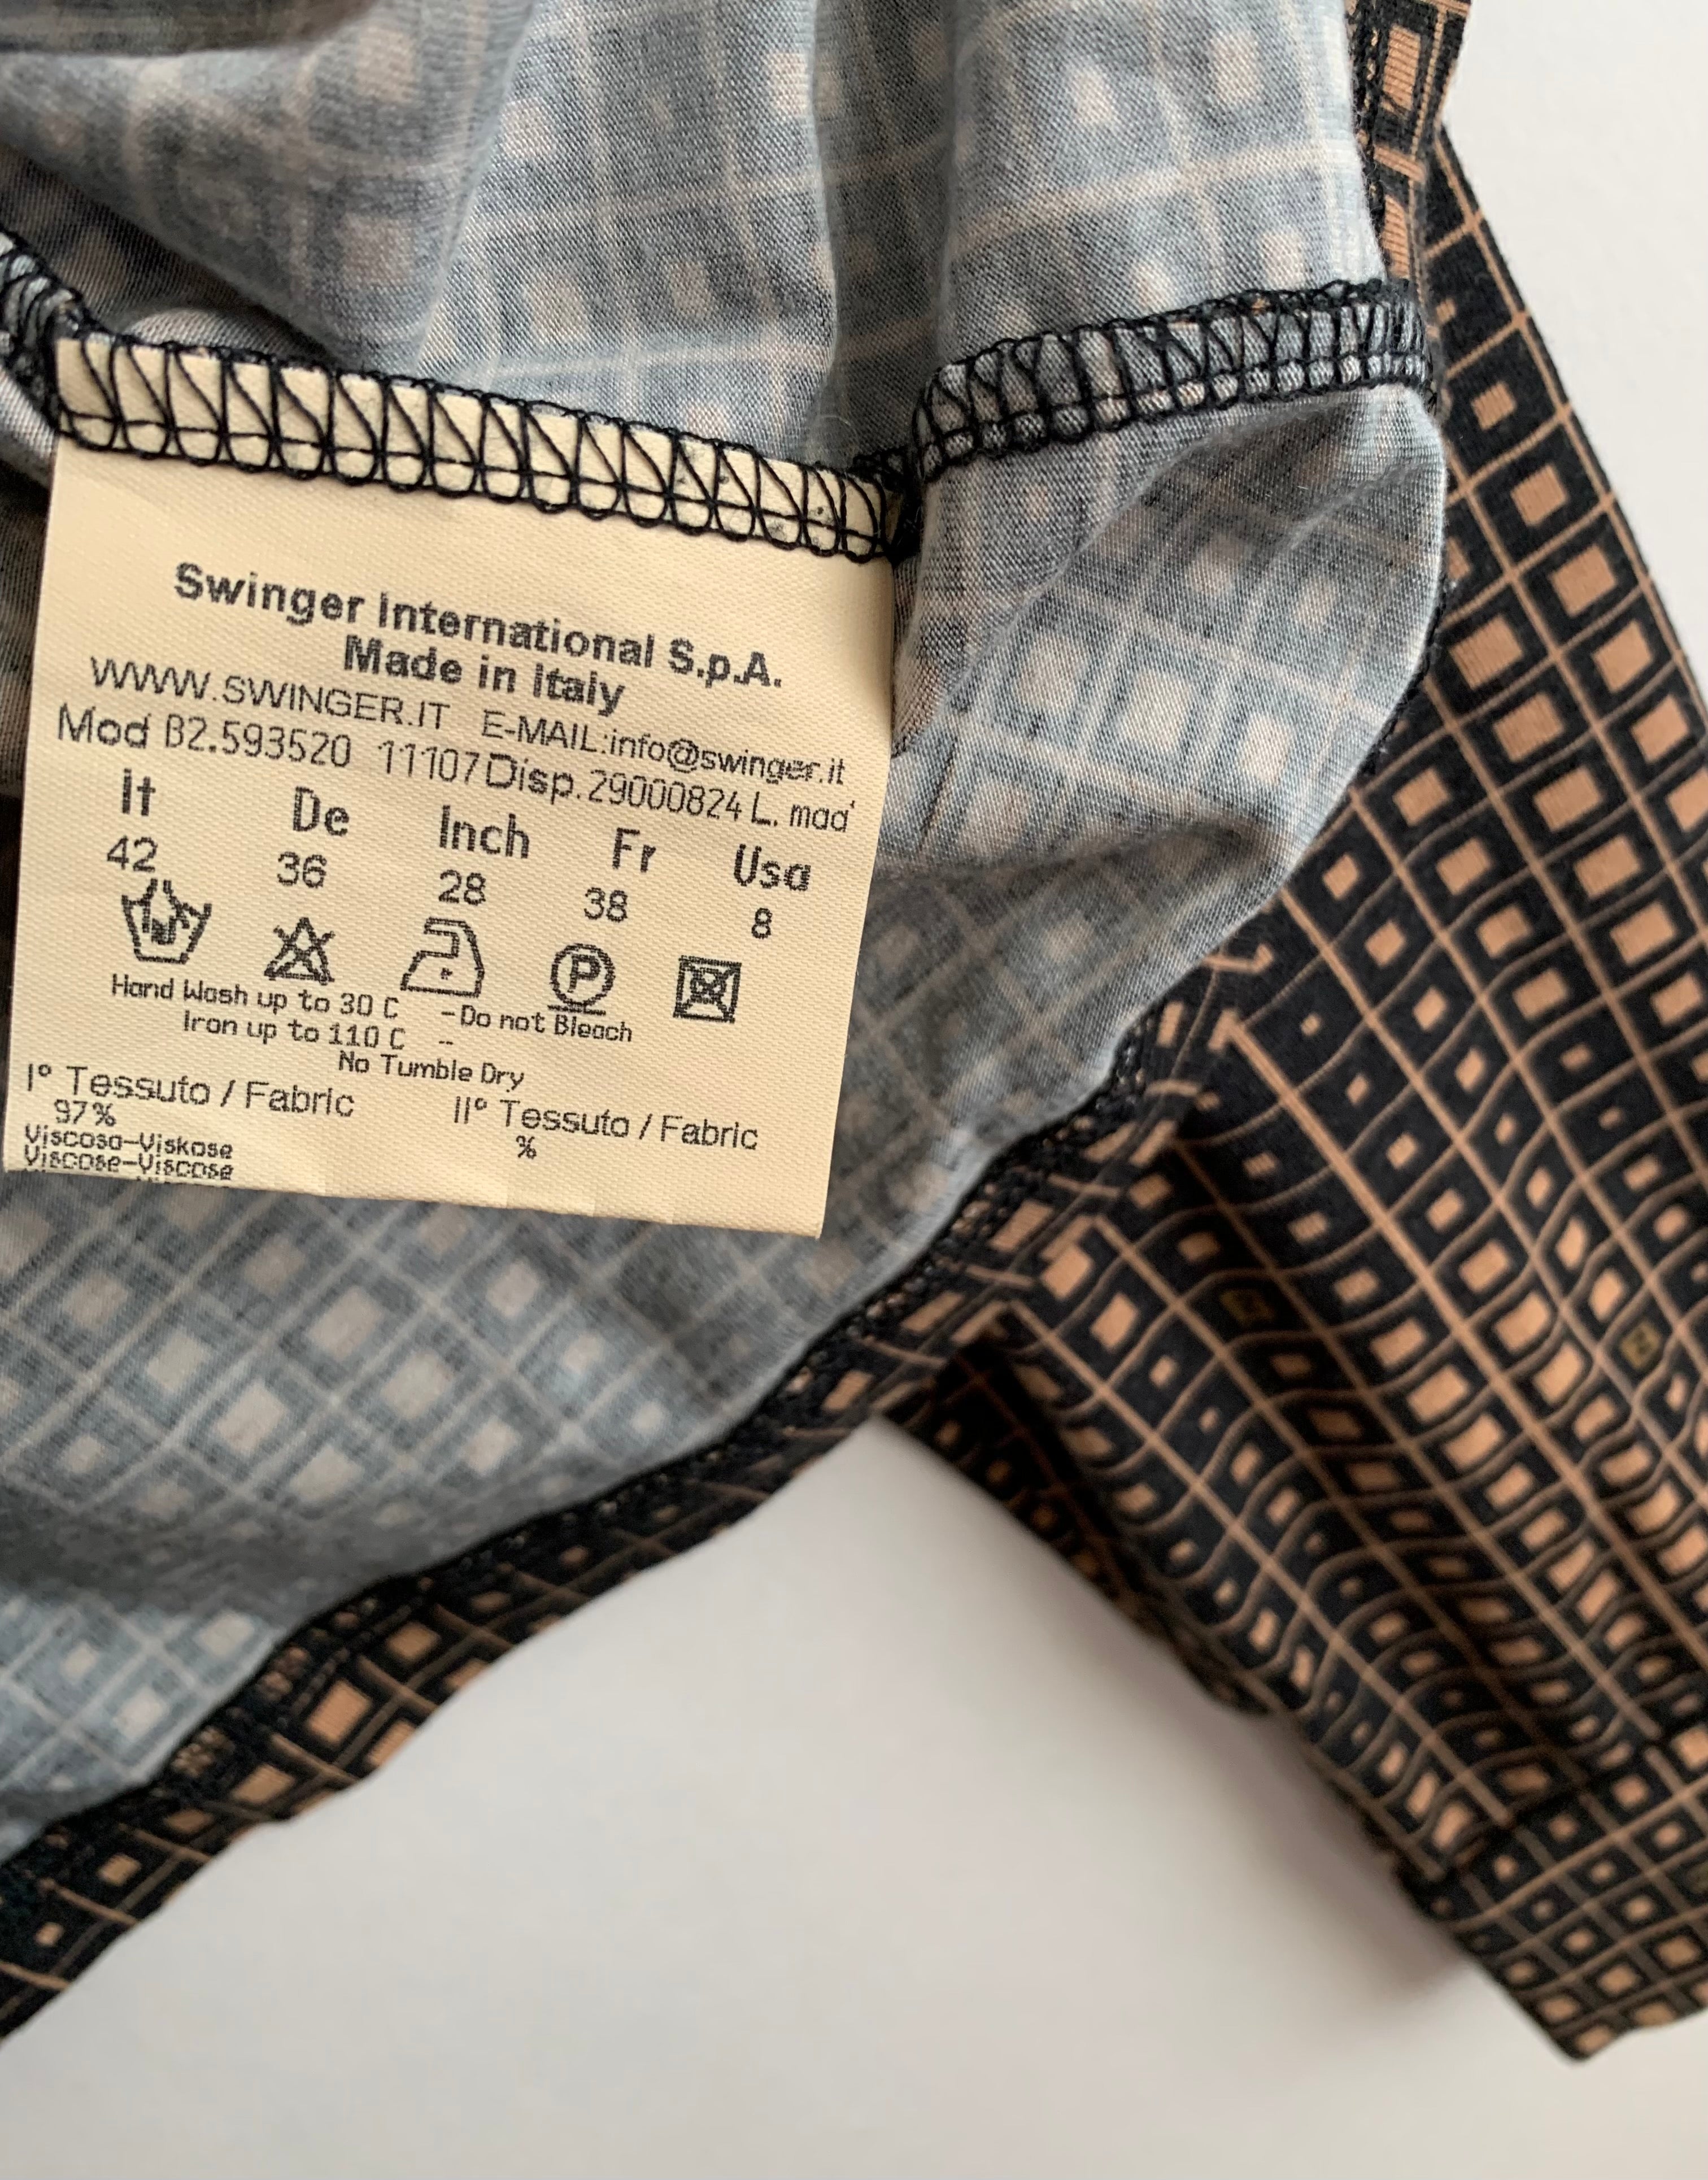 Swinger International S.p.A.
Made in Italy
WWW.SWINGER.IT E-MAIL:info@swinger.it
Mod B2.593520 11107 Disp.29000824 L. mad
It De Inch Fr Usa
42 36 28 38 8
P
Hand Wash up to 30 C - Do not Bleach
Iron up to 110 C -
No Tumble Dry
I° Tessuto / Fabric II° Tessuto / Fabric
97% %
Viscosa-Viskose
Viscose-Viscose